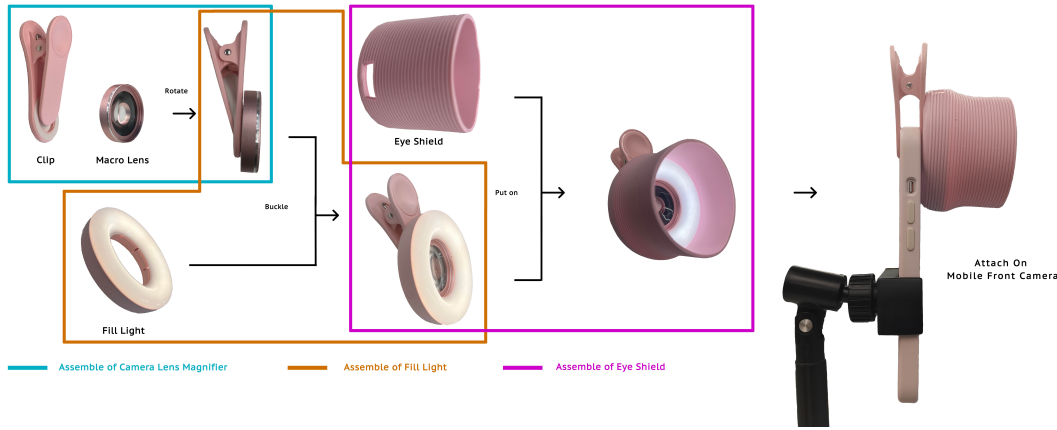 Rotate
Clip
Macro Lens
Eye Shield
Buckle
Put on
Fill Light
Attach On
Mobile Front Camera
Assemble of Camera Lens Magnifier
Assemble of Fill Light
Assemble of Eye Shield